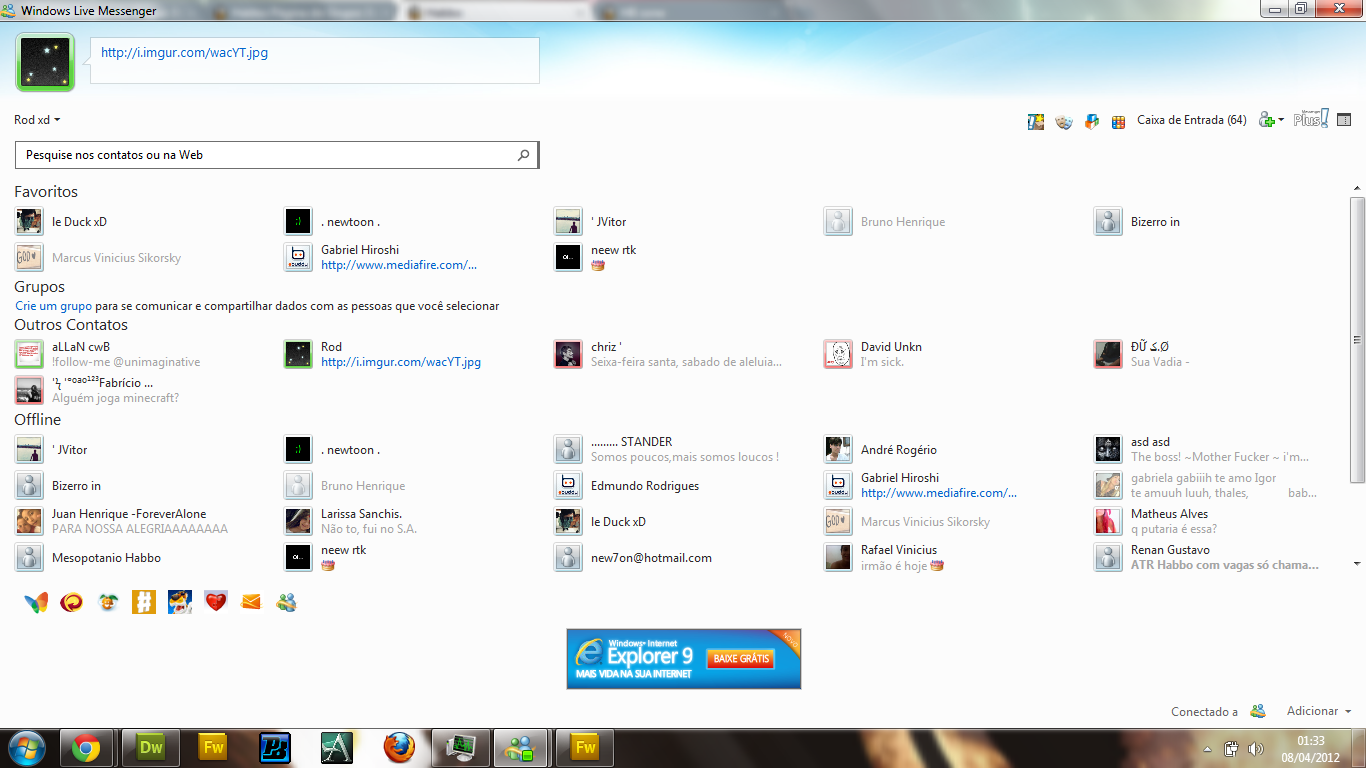 Windows Live Messenger
http://i.imgur.com/wacYT.jpg
Rod xd
Caixa de Entrada (64)
Messenger Plus!
Pesquise nos contatos ou na Web
Favoritos
le Duck xD
. newtoon .
' JVitor
Bruno Henrique
Bizerro in
Marcus Vinicius Sikorsky
Gabriel Hiroshi
http://www.mediafire.com/...
neew rtk
Grupos
Crie um grupo para se comunicar e compartilhar dados com as pessoas que você selecionar
Outros Contatos
aLLaN cwB
!follow-me @unimaginative
Rod
http://i.imgur.com/wacYT.jpg
chriz '
Seixa-feira santa, sabado de aleluia...
David Unkn
I'm sick.
Sua Vadia -
Fabrício ...
Alguém joga minecraft?
Offline
' JVitor
. newtoon .
......... STANDER
Somos poucos,mais somos loucos !
André Rogério
asd asd
The boss! ~Mother Fucker ~ i'm...
Bizerro in
Bruno Henrique
Edmundo Rodrigues
Gabriel Hiroshi
http://www.mediafire.com/...
gabriela gabiiih te amo Igor
te amuuh luuh, thales, bab...
Juan Henrique -ForeverAlone
PARA NOSSA ALEGRIAAAAAAAA
Larissa Sanchis.
Não to, fui no S.A.
le Duck xD
Marcus Vinicius Sikorsky
Matheus Alves
q putaria é essa?
Mesopotanio Habbo
neew rtk
new7on@hotmail.com
Rafael Vinicius
irmão é hoje
Renan Gustavo
ATR Habbo com vagas só chama...
Windows Internet
Explorer 9
MAIS VIDA NA SUA INTERNET
BAIXE GRÁTIS
NOVO
Conectado a
Adicionar
Dw
Fw
Fw
01:33
08/04/2012